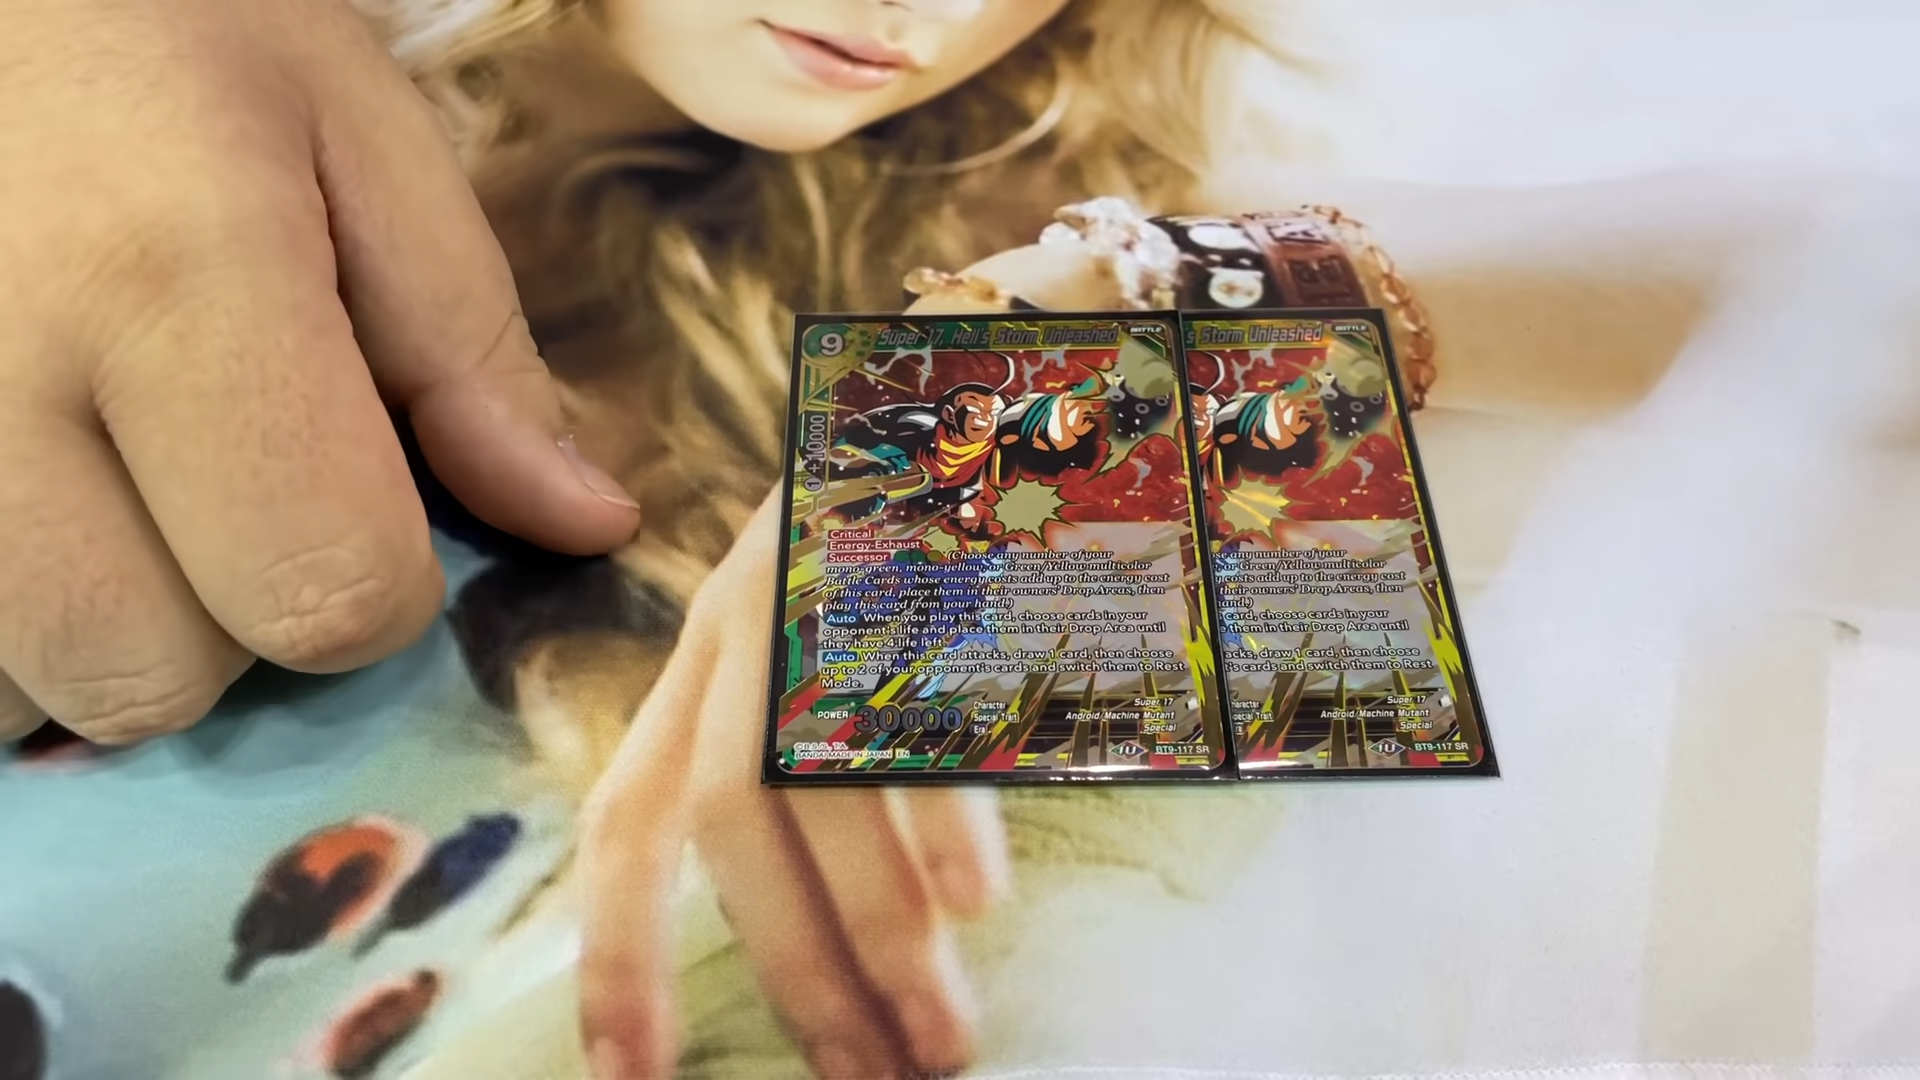 9 Super 17, Hell's Storm Unleashed BATTLE
1 +10000
Critical
Energy-Exhaust
Successor (Choose any number of your
mono-green, mono-yellow, or Green/Yellow multicolor
Battle Cards whose energy costs add up to the energy cost
of this card, place them in their owners' Drop Areas, then
play this card from your hand.)
Auto When you play this card, choose cards in your
opponent's life and place them in their Drop Area until
they have 4 life left.
Auto When this card attacks, draw 1 card, then choose
up to 2 of your opponent's cards and switch them to Rest
Mode.
POWER 30000
Character Super 17
Special Trait Android/Machine Mutant
Era Special
©B.S./S., T.A.
BANDAI MADE IN JAPAN EN
1U BT9-117 SR
s Storm Unleashed BATTLE
se any number of your
, or Green/Yellow multicolor
y costs add up to the energy cost
their owners' Drop Areas, then
and.)
card, choose cards in your
them in their Drop Area until
acks, draw 1 card, then choose
's cards and switch them to Rest
haracter Super 17
pecial Trait Android/Machine Mutant
Special
1U BT9-117 SR